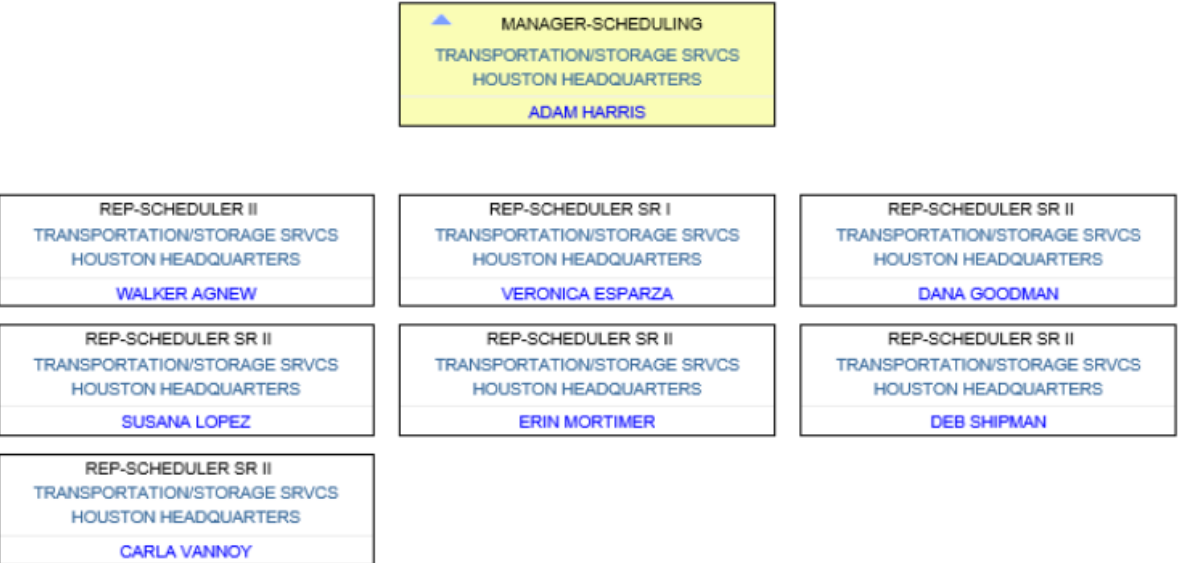 MANAGER-SCHEDULING
TRANSPORTATION/STORAGE SRVCS
HOUSTON HEADQUARTERS
ADAM HARRIS
REP-SCHEDULER II
TRANSPORTATION/STORAGE SRVCS
HOUSTON HEADQUARTERS
WALKER AGNEW
REP-SCHEDULER SR I
TRANSPORTATION/STORAGE SRVCS
HOUSTON HEADQUARTERS
VERONICA ESPARZA
REP-SCHEDULER SR II
TRANSPORTATION/STORAGE SRVCS
HOUSTON HEADQUARTERS
DANA GOODMAN
REP-SCHEDULER SR II
TRANSPORTATION/STORAGE SRVCS
HOUSTON HEADQUARTERS
SUSANA LOPEZ
REP-SCHEDULER SR II
TRANSPORTATION/STORAGE SRVCS
HOUSTON HEADQUARTERS
ERIN MORTIMER
REP-SCHEDULER SR II
TRANSPORTATION/STORAGE SRVCS
HOUSTON HEADQUARTERS
DEB SHIPMAN
REP-SCHEDULER SR II
TRANSPORTATION/STORAGE SRVCS
HOUSTON HEADQUARTERS
CARLA VANNOY